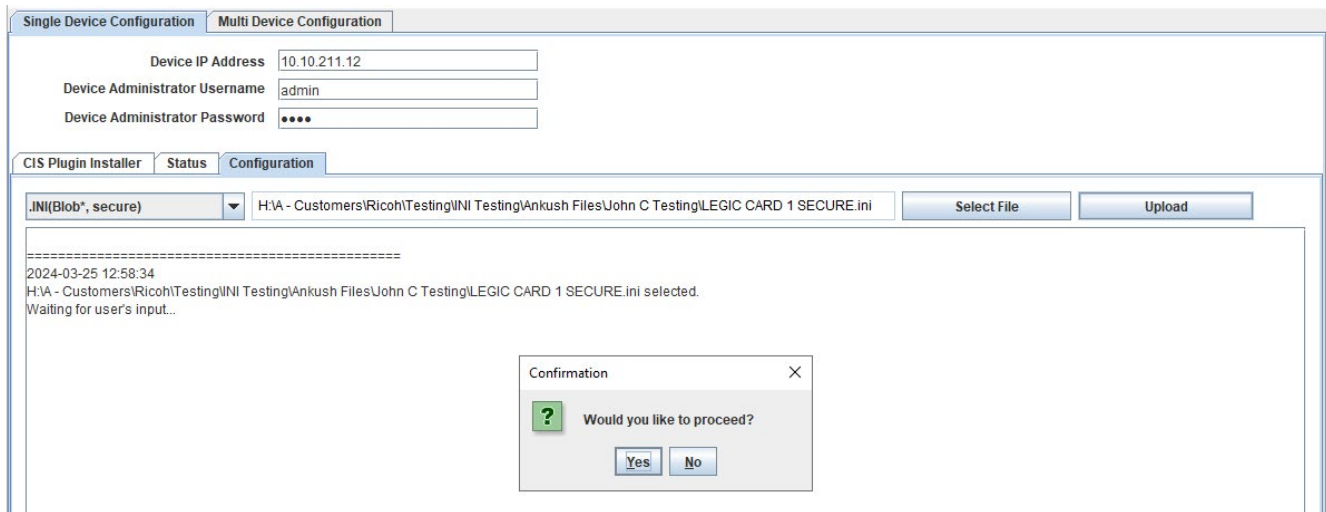 Single Device Configuration Multi Device Configuration
Device IP Address 10.10.211.12
Device Administrator Username admin
Device Administrator Password ••••
CIS Plugin Installer Status Configuration
.INI(Blob*, secure) H:\A - Customers\Ricoh\Testing\INI Testing\Ankush Files\John C Testing\LEGIC CARD 1 SECURE.ini Select File Upload
================================================
2024-03-25 12:58:34
H:\A - Customers\Ricoh\Testing\INI Testing\Ankush Files\John C Testing\LEGIC CARD 1 SECURE.ini selected.
Waiting for user's input...
Confirmation
? Would you like to proceed?
Yes No